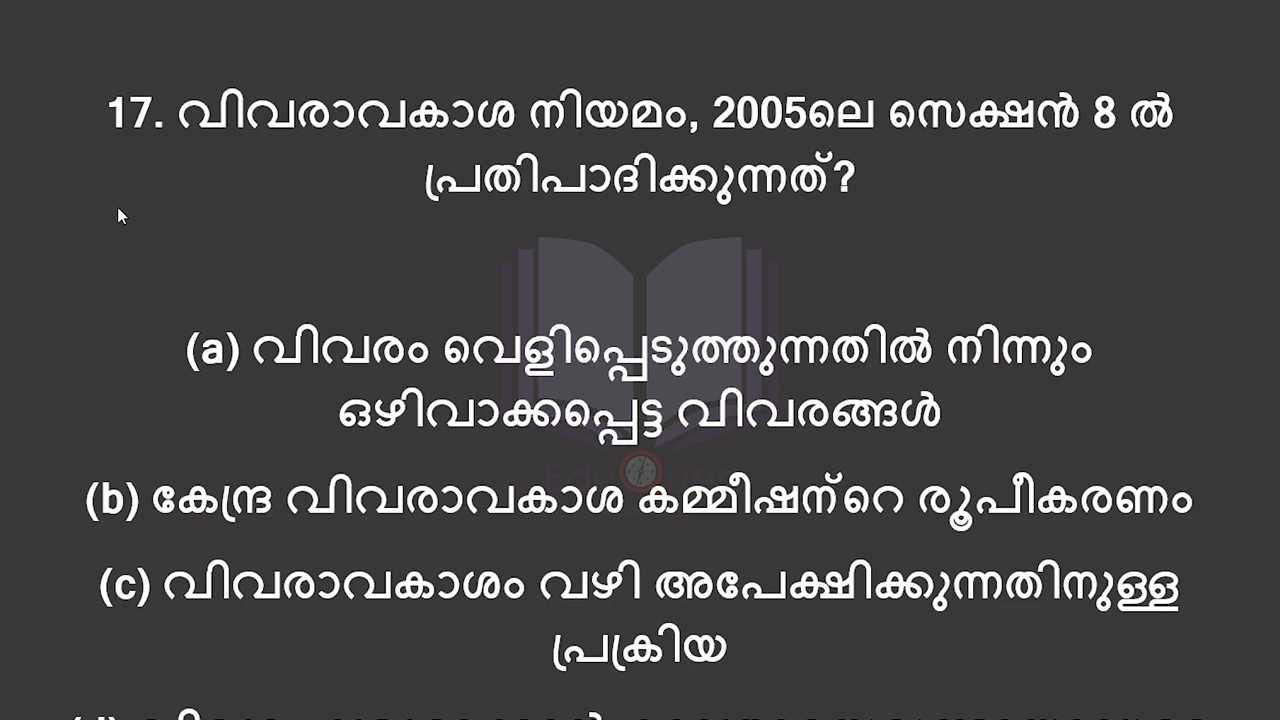 17. വിവരാവകാശ നിയമം, 2005ലെ സെക്ഷൻ 8 ൽ
പ്രതിപാദിക്കുന്നത്?
(a) വിവരം വെളിപ്പെടുത്തുന്നതിൽ നിന്നും
ഒഴിവാക്കപ്പെട്ട വിവരങ്ങൾ
(b) കേന്ദ്ര വിവരാവകാശ കമ്മീഷന്റെ രൂപീകരണം
(c) വിവരാവകാശം വഴി അപേക്ഷിക്കുന്നതിനുള്ള
പ്രക്രിയ